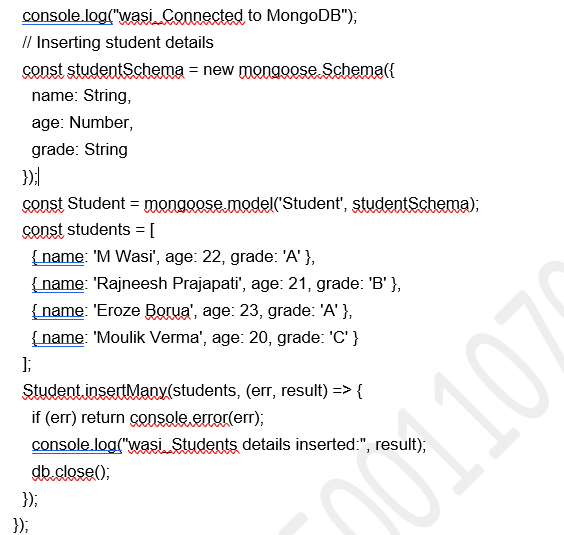 console.log("wasi_Connected to MongoDB");
// Inserting student details
const studentSchema = new mongoose.Schema({
name: String,
age: Number,
grade: String
});
const Student = mongoose.model('Student', studentSchema);
const students = [
{ name: 'M Wasi', age: 22, grade: 'A' },
{ name: 'Rajneesh Prajapati', age: 21, grade: 'B' },
{ name: 'Eroze Borua', age: 23, grade: 'A' },
{ name: 'Moulik Verma', age: 20, grade: 'C' }
];
Student.insertMany(students, (err, result) => {
if (err) return console.error(err);
console.log("wasi_Students details inserted:", result);
db.close();
});
});